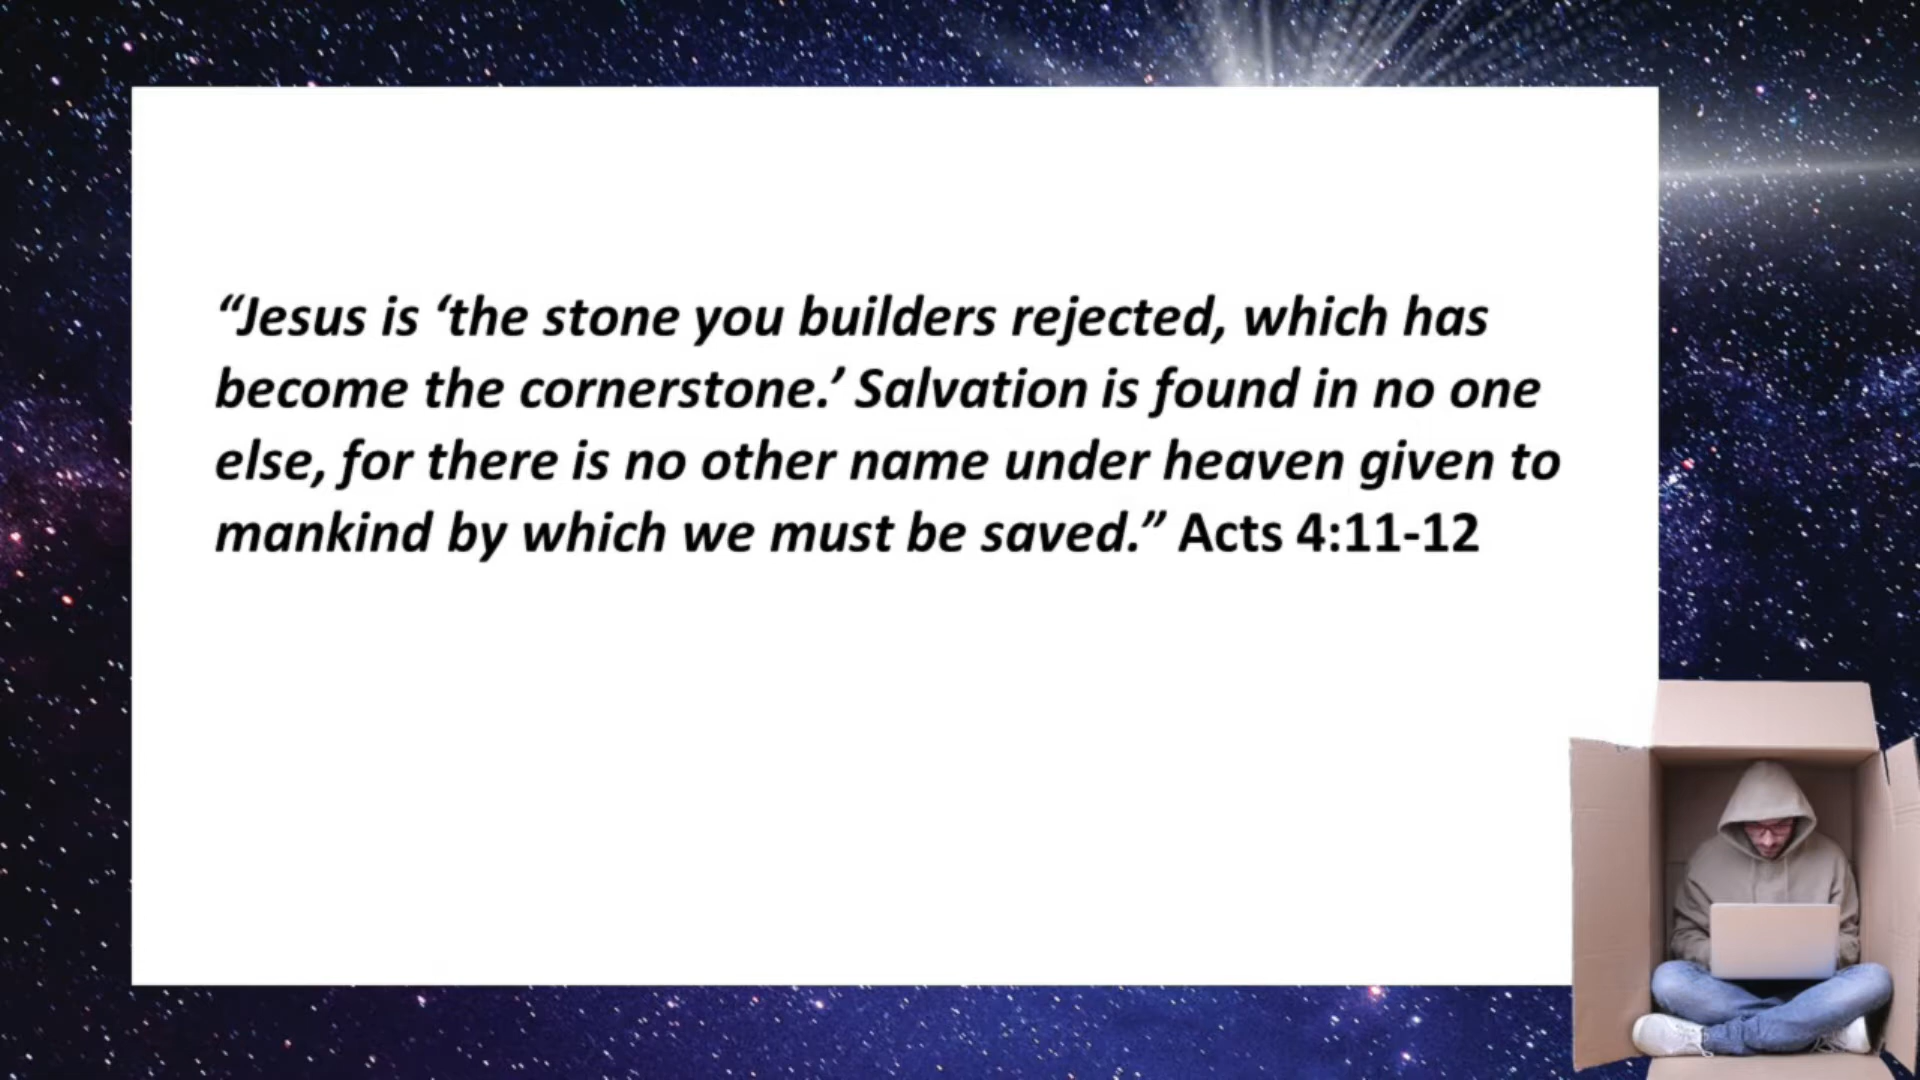 “Jesus is ‘the stone you builders rejected, which has
become the cornerstone.’ Salvation is found in no one
else, for there is no other name under heaven given to
mankind by which we must be saved.” Acts 4:11-12